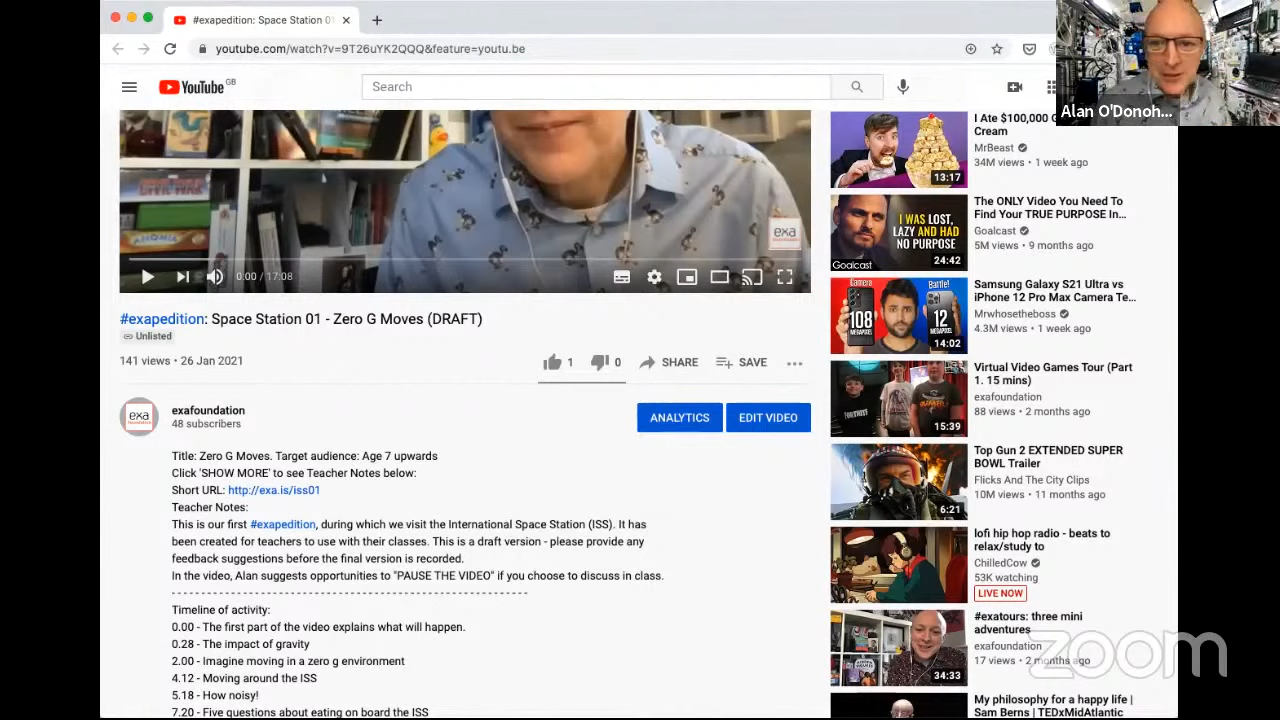 #exapedition: Space Station 01
youtube.com/watch?v=9T26uYK2QQQ&feature=youtu.be
YouTube GB
Search
Alan O'Donoh...
exa
0:00 / 17:08
#exapedition: Space Station 01 - Zero G Moves (DRAFT)
Unlisted
141 views • 26 Jan 2021
1
0
SHARE
SAVE
exa
exafoundation
48 subscribers
ANALYTICS
EDIT VIDEO
Title: Zero G Moves. Target audience: Age 7 upwards
Click 'SHOW MORE' to see Teacher Notes below:
Short URL: http://exa.is/iss01
Teacher Notes:
This is our first #exapedition, during which we visit the International Space Station (ISS). It has
been created for teachers to use with their classes. This is a draft version - please provide any
feedback suggestions before the final version is recorded.
In the video, Alan suggests opportunities to "PAUSE THE VIDEO" if you choose to discuss in class.
Timeline of activity:
0.00 - The first part of the video explains what will happen.
0.28 - The impact of gravity
2.00 - Imagine moving in a zero g environment
4.12 - Moving around the ISS
5.18 - How noisy!
7.20 - Five questions about eating on board the ISS
I Ate $100,000 G
Cream
MrBeast
34M views • 1 week ago
13:17
The ONLY Video You Need To
Find Your TRUE PURPOSE In...
Goalcast
5M views • 9 months ago
I WAS LOST,
LAZY AND HAD
NO PURPOSE
Goalcast
24:42
Samsung Galaxy S21 Ultra vs
iPhone 12 Pro Max Camera Te...
Mrwhosetheboss
4.3M views • 1 week ago
Camera
Battle!
108
MEGAPIXEL
12
MEGAPIXELS
14:02
Virtual Video Games Tour (Part
1. 15 mins)
exafoundation
88 views • 2 months ago
15:39
Top Gun 2 EXTENDED SUPER
BOWL Trailer
Flicks And The City Clips
10M views • 11 months ago
6:21
lofi hip hop radio - beats to
relax/study to
ChilledCow
53K watching
LIVE NOW
#exatours: three mini
adventures
exafoundation
17 views • 2 months ago
34:33
zoom
My philosophy for a happy life |
Sam Berns | TEDxMidAtlantic